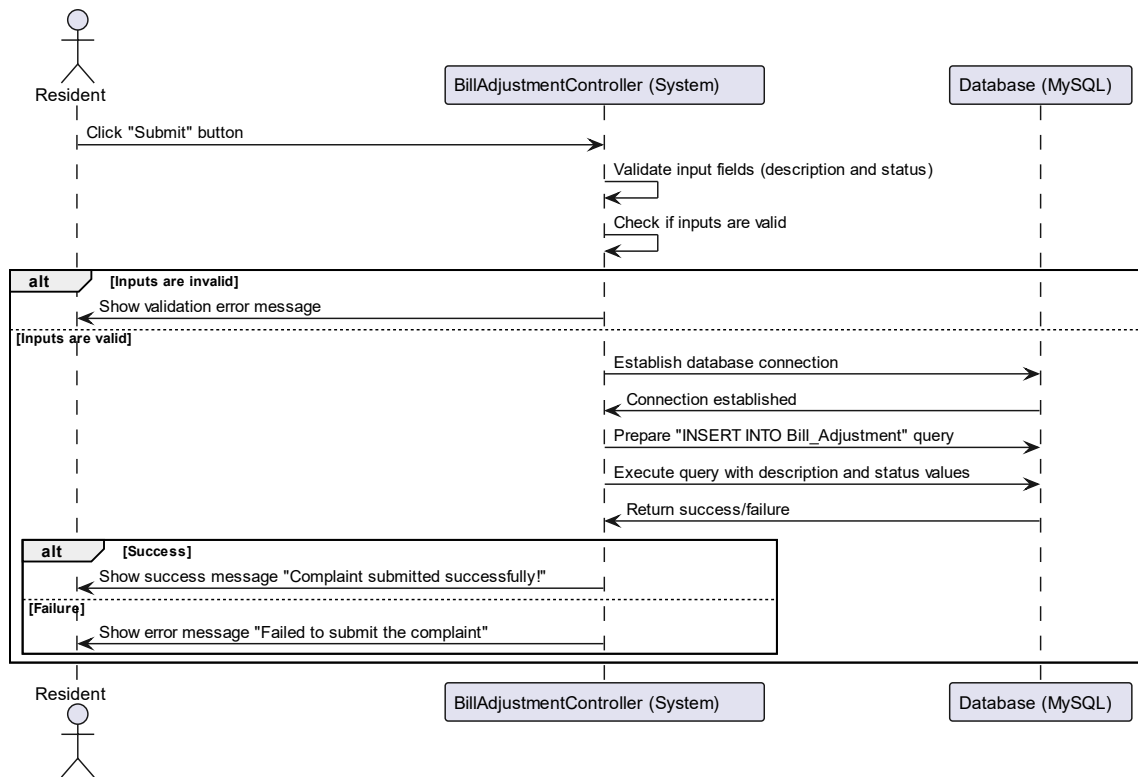 Resident
BillAdjustmentController (System)
Database (MySQL)
Click "Submit" button
Validate input fields (description and status)
Check if inputs are valid
alt
[Inputs are invalid]
Show validation error message
[Inputs are valid]
Establish database connection
Connection established
Prepare "INSERT INTO Bill_Adjustment" query
Execute query with description and status values
Return success/failure
alt
[Success]
Show success message "Complaint submitted successfully!"
[Failure]
Show error message "Failed to submit the complaint"
Resident
BillAdjustmentController (System)
Database (MySQL)